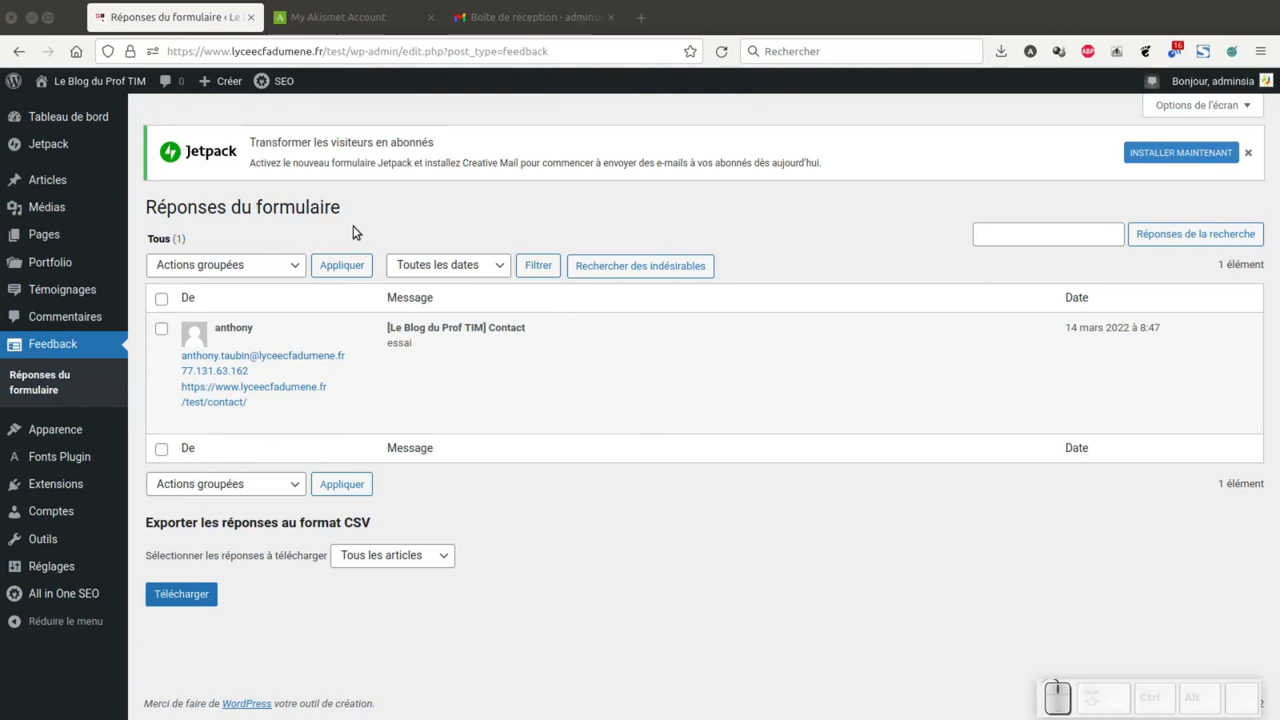 Réponses du formulaire ‹ Le
My Akismet Account
Boîte de réception - adminsi
https://www.lyceecfadumene.fr/test/wp-admin/edit.php?post_type=feedback
Rechercher
16
ABP
Le Blog du Prof TIM
0
Créer
SEO
Bonjour, adminsia
Tableau de bord
Jetpack
Articles
Médias
Pages
Portfolio
Témoignages
Commentaires
Feedback
Réponses du
formulaire
Apparence
Fonts Plugin
Extensions
Comptes
Outils
Réglages
All in One SEO
Réduire le menu
Options de l'écran
Jetpack
Transformer les visiteurs en abonnés
Activez le nouveau formulaire Jetpack et installez Creative Mail pour commencer à envoyer des e-mails à vos abonnés dès aujourd'hui.
INSTALLER MAINTENANT
Réponses du formulaire
Tous (1)
Réponses de la recherche
Actions groupées
Appliquer
Toutes les dates
Filtrer
Rechercher des indésirables
1 élément
De
Message
Date
anthony
anthony.taubin@lyceecfadumene.fr
77.131.63.162
https://www.lyceecfadumene.fr
/test/contact/
[Le Blog du Prof TIM] Contact
essai
14 mars 2022 à 8:47
De
Message
Date
Actions groupées
Appliquer
1 élément
Exporter les réponses au format CSV
Sélectionner les réponses à télécharger
Tous les articles
Télécharger
Merci de faire de WordPress votre outil de création.
Ctrl
Alt